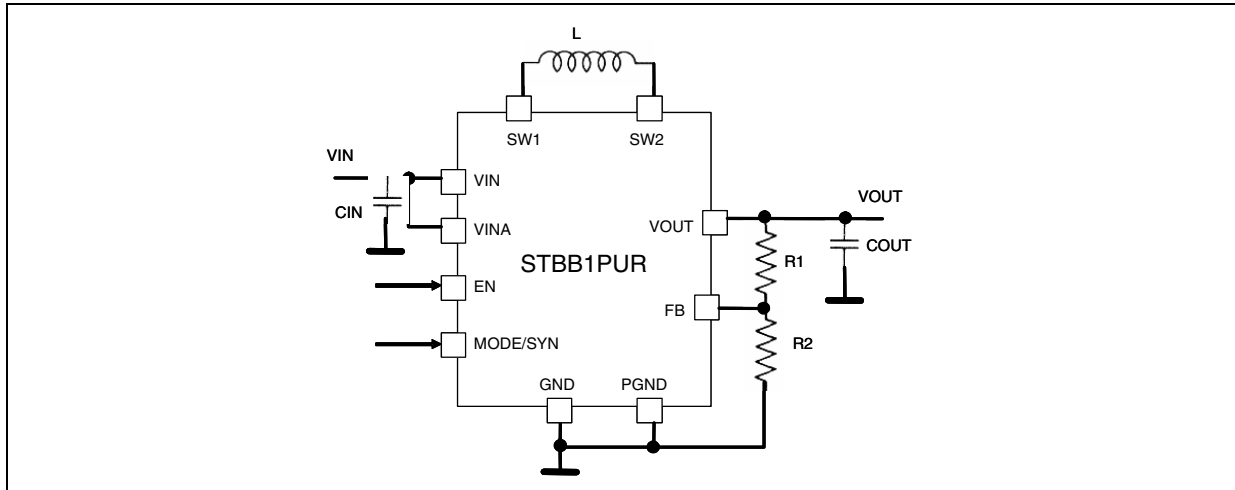 L
SW1
SW2
VIN
VIN
CIN
VINA
VOUT
VOUT
COUT
STBB1PUR
R1
EN
FB
R2
MODE/SYN
GND
PGND